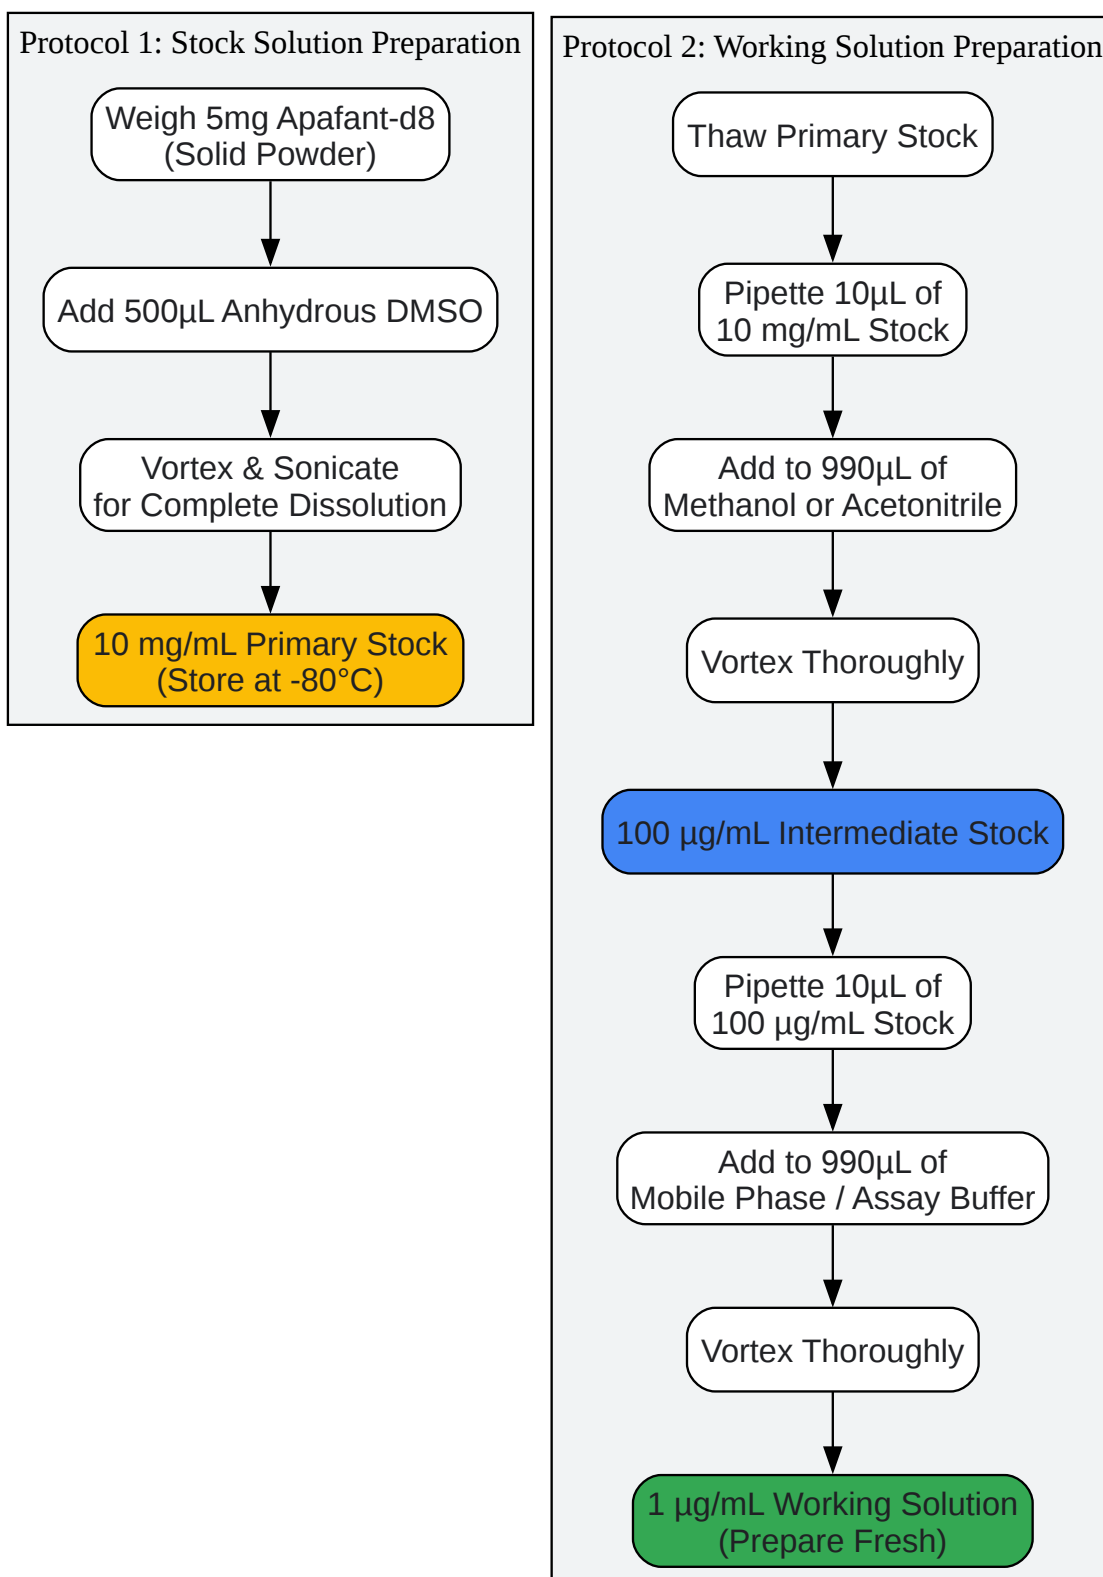 Protocol 1: Stock Solution Preparation
Weigh 5mg Apafant-d8
(Solid Powder)
Add 500µL Anhydrous DMSO
Vortex & Sonicate
for Complete Dissolution
10 mg/mL Primary Stock
(Store at -80°C)
Protocol 2: Working Solution Preparation
Thaw Primary Stock
Pipette 10µL of
10 mg/mL Stock
Add to 990µL of
Methanol or Acetonitrile
Vortex Thoroughly
100 µg/mL Intermediate Stock
Pipette 10µL of
100 µg/mL Stock
Add to 990µL of
Mobile Phase / Assay Buffer
Vortex Thoroughly
1 µg/mL Working Solution
(Prepare Fresh)